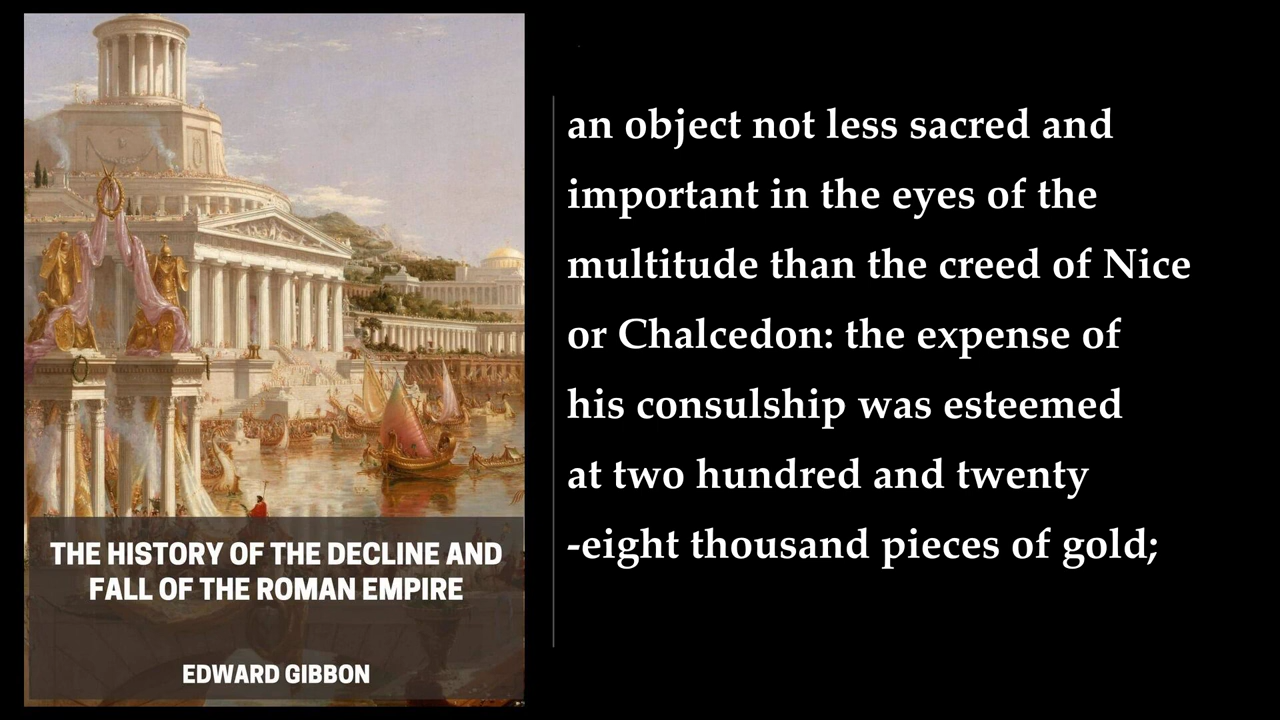 THE HISTORY OF THE DECLINE AND
FALL OF THE ROMAN EMPIRE
EDWARD GIBBON
an object not less sacred and
important in the eyes of the
multitude than the creed of Nice
or Chalcedon: the expense of
his consulship was esteemed
at two hundred and twenty
-eight thousand pieces of gold;